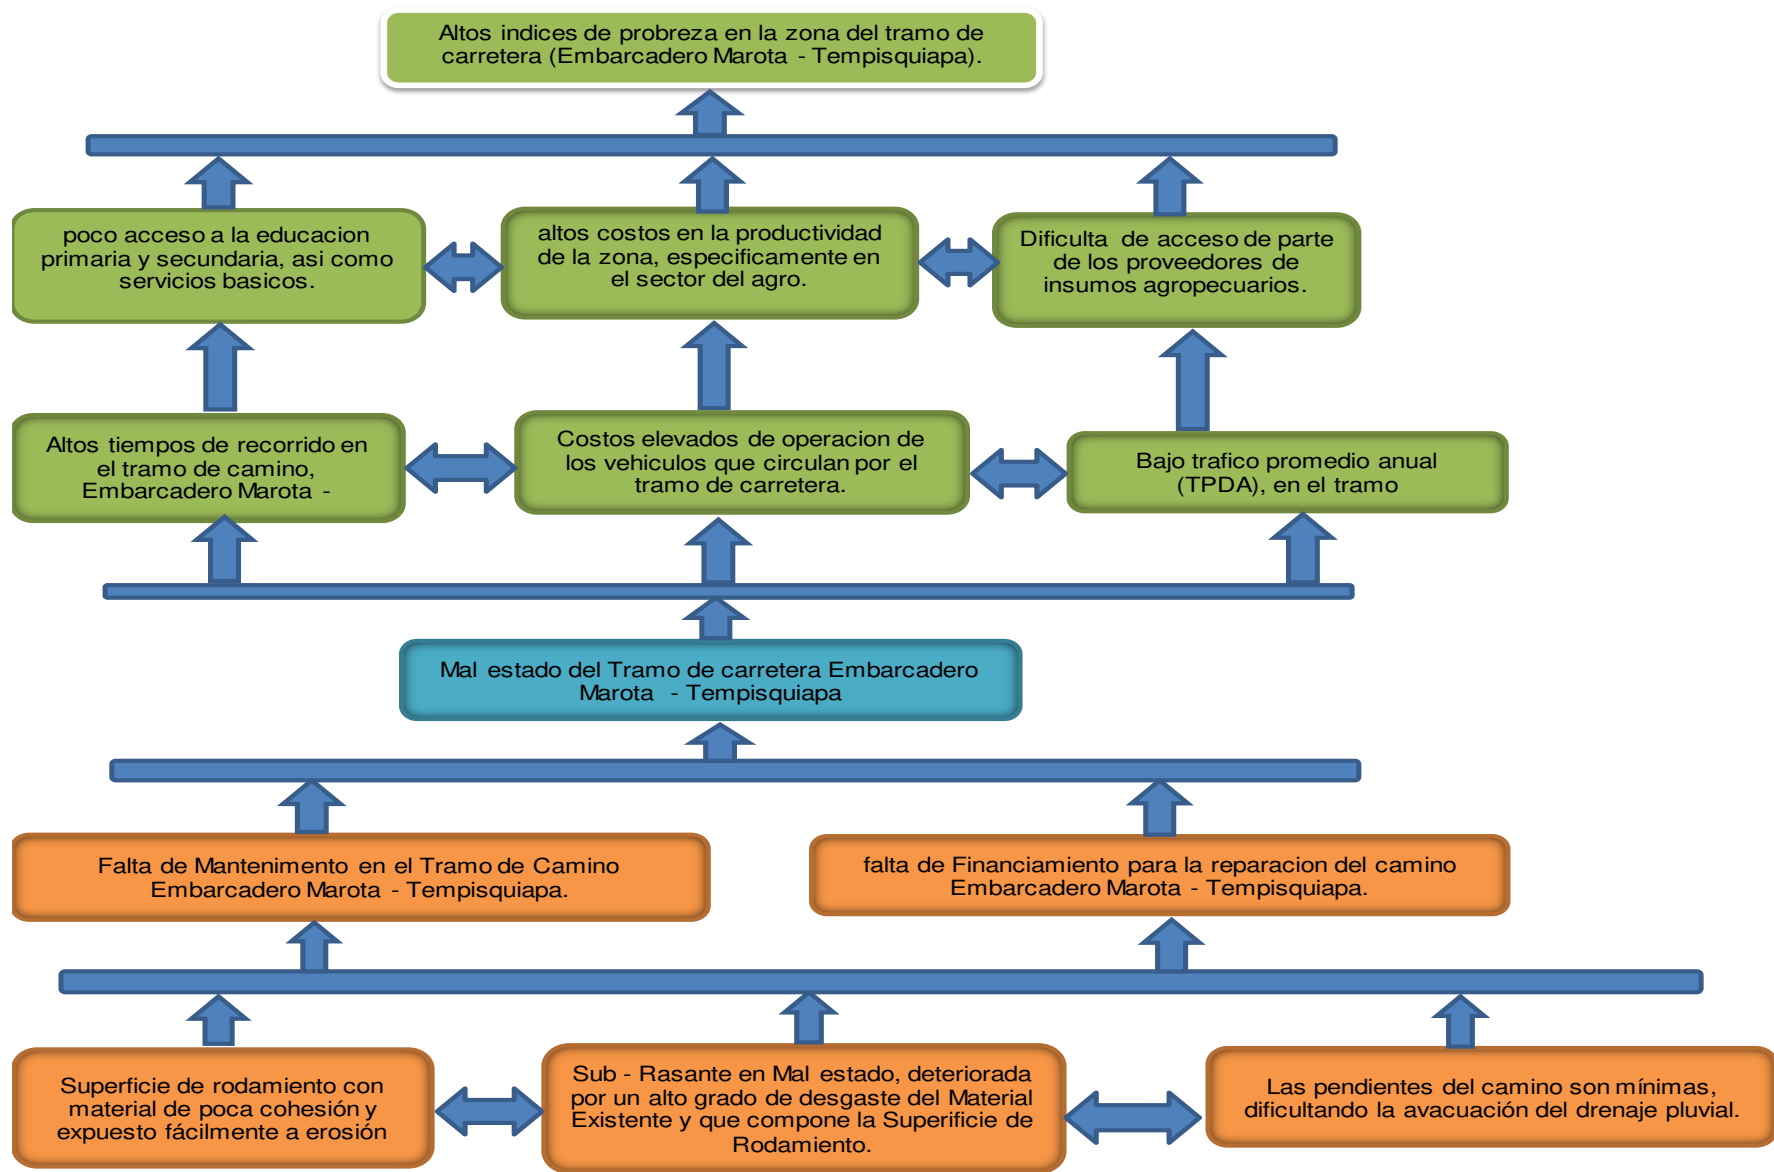 Altos indices de probreza en la zona del tramo de
carretera (Embarcadero Marota - Tempisquiapa).
poco acceso a la educacion
primaria y secundaria, asi como
servicios basicos.
altos costos en la productividad
de la zona, especificamente en
el sector del agro.
Dificulta de acceso de parte
de los proveedores de
insumos agropecuarios.
Altos tiempos de recorrido en
el tramo de camino,
Embarcadero Marota -
Costos elevados de operacion de
los vehiculos que circulan por el
tramo de carretera.
Bajo trafico promedio anual
(TPDA), en el tramo
Mal estado del Tramo de carretera Embarcadero
Marota - Tempisquiapa
Falta de Mantenimento en el Tramo de Camino
Embarcadero Marota - Tempisquiapa.
falta de Financiamiento para la reparacion del camino
Embarcadero Marota - Tempisquiapa.
Superficie de rodamiento con
material de poca cohesión y
expuesto fácilmente a erosión
Sub - Rasante en Mal estado, deteriorada
por un alto grado de desgaste del Material
Existente y que compone la Superificie de
Rodamiento.
Las pendientes del camino son mínimas,
dificultando la avacuación del drenaje pluvial.